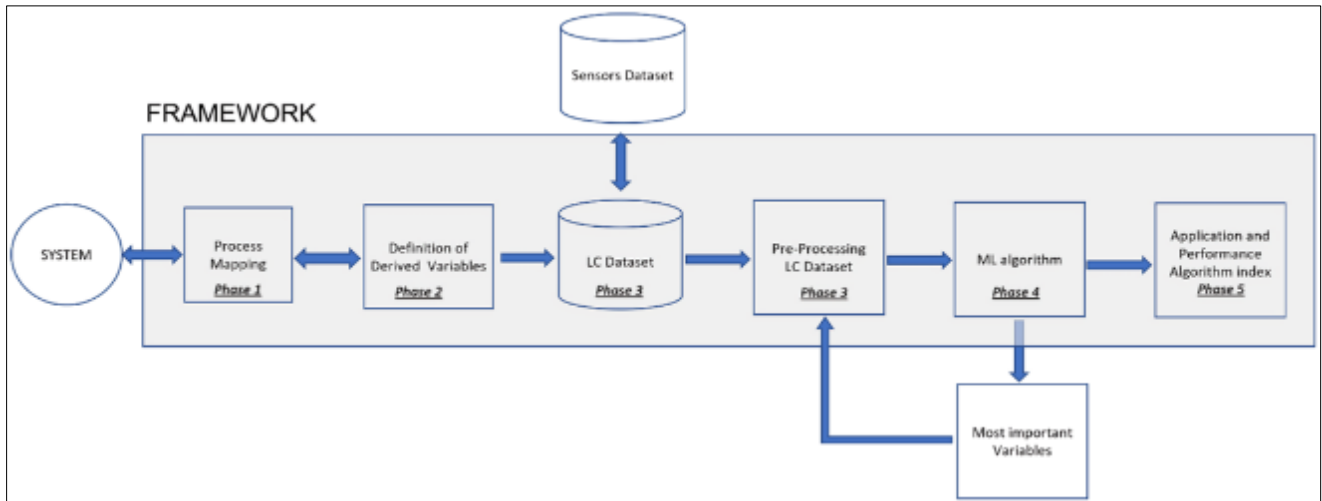 Sensors Dataset
FRAMEWORK
SYSTEM
Process
Mapping
Phase 1
Definition of
Derived Variables
Phase 2
LC Dataset
Phase 3
Pre-Processing
LC Dataset
Phase 3
ML algorithm
Phase 4
Application and
Performance
Algorithm index
Phase 5
Most important
Variables